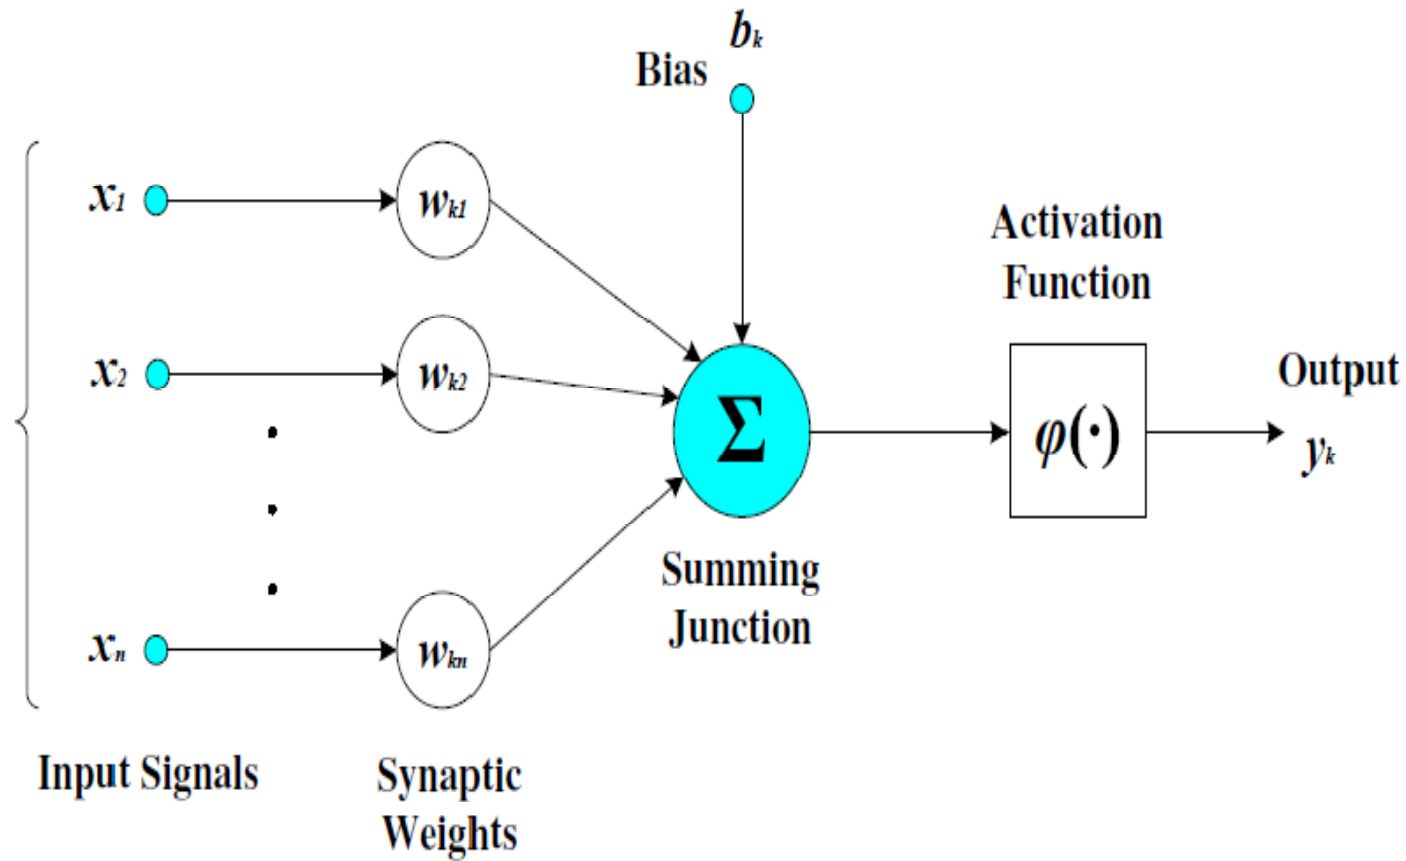 bk
Bias
x1
wk1
Activation
Function
x2
wk2
Σ
φ(·)
Output
yk
Summing
Junction
xn
wkn
Input Signals
Synaptic
Weights